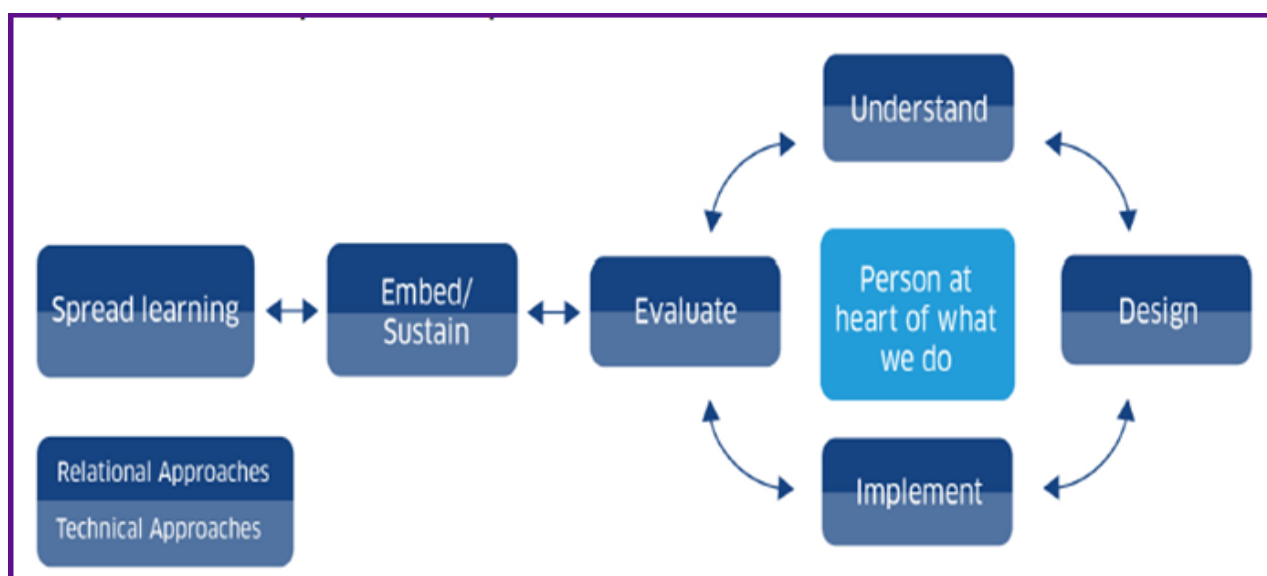 Understand
Spread learning
Embed/
Sustain
Evaluate
Person at
heart of what
we do
Design
Relational Approaches
Technical Approaches
Implement